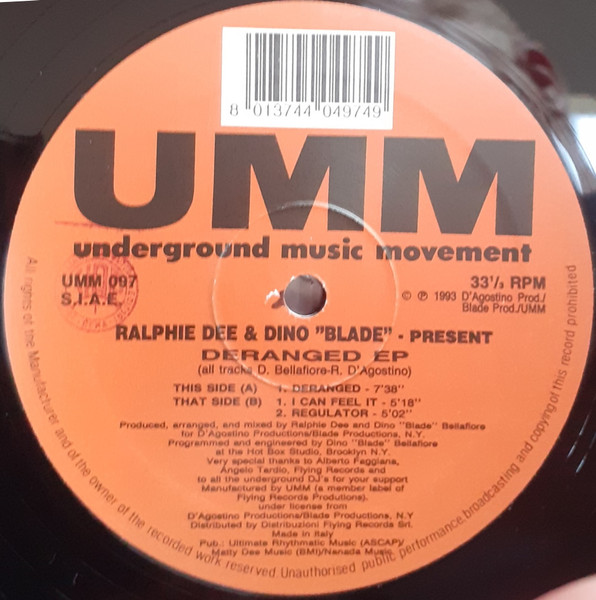 8 013744 049749
UMM
underground music movement
UMM 097
S.I.A.E.
33 1/3 RPM
© ℗ 1993 D'Agostino Prod./
Blade Prod./UMM
RALPHIE DEE & DINO "BLADE" - PRESENT
DERANGED EP
(all tracks D. Bellafiore-R. D'Agostino)
THIS SIDE (A) 1. DERANGED - 7'38"
THAT SIDE (B) 1. I CAN FEEL IT - 5'18"
2. REGULATOR - 5'02"
Produced, arranged, and mixed by Ralphie Dee and Dino "Blade" Bellafiore
for D'Agostino Productions/Blade Productions, N.Y.
Programmed and engineered by Dino "Blade" Bellafiore
at the Hot Box Studio, Brooklyn N.Y.
Very special thanks to Alberto Faggiana,
Angelo Tardio, Flying Records and
to all the underground DJ's for your support
Manufactured by UMM (a member label of
Flying Records Produtions).
under license from
D'Agostino Productions/Blade Productions, N.Y
Distributed by Distribuzioni Flying Records Srl.
Made in Italy
Pub.: Ultimate Rhythmatic Music (ASCAP)/
Matty Dee Music (BMI)/Nanada Music.
All rights of the manufacturer and of the owner of the recorded work reserved Unauthorised public, performance, broadcasting and copying of this record prohibited